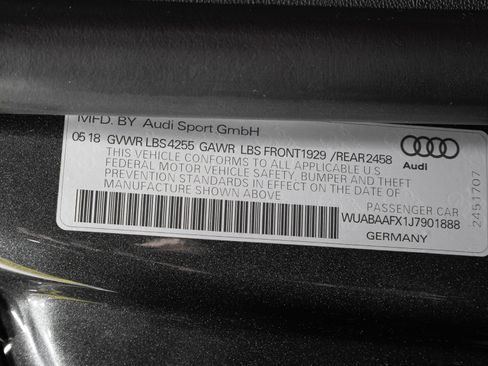 MFD. BY Audi Sport GmbH
05 18 GVWR LBS 4255 GAWR LBS FRONT1929 /REAR 2458
THIS VEHICLE CONFORMS TO ALL APPLICABLE U S
FEDERAL MOTOR VEHICLE SAFETY, BUMPER AND THEFT
PREVENTION STANDARDS IN EFFECT ON THE DATE OF
MANUFACTURE SHOWN ABOVE
Audi
PASSENGER CAR
WUABAAFX1J7901888
GERMANY
2451707